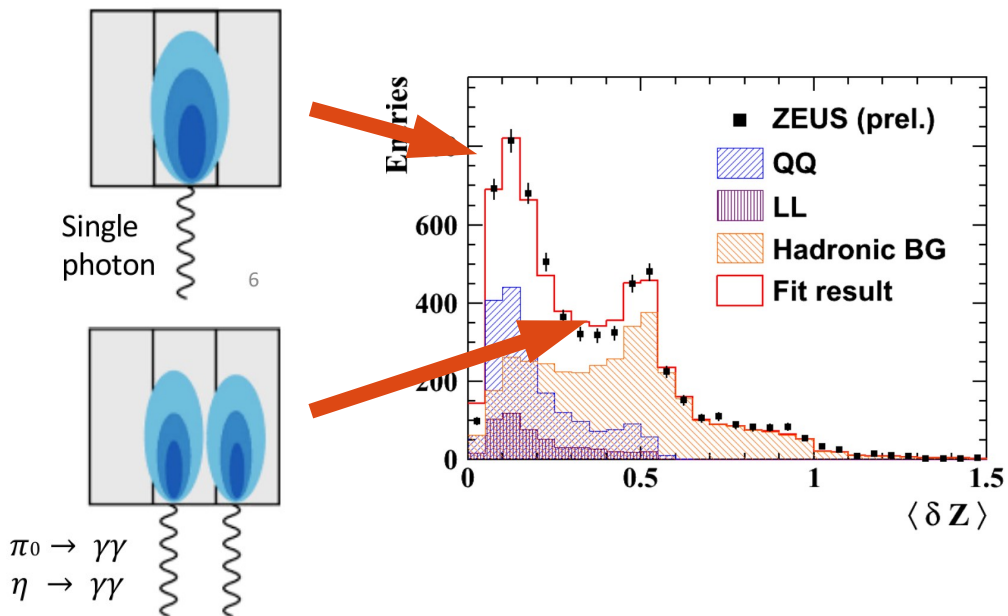 Single
photon
6
π0 → γγ
η → γγ
Entries
600
400
200
0
0
0.5
1
1.5
⟨ δ Z ⟩
ZEUS (prel.)
QQ
LL
Hadronic BG
Fit result